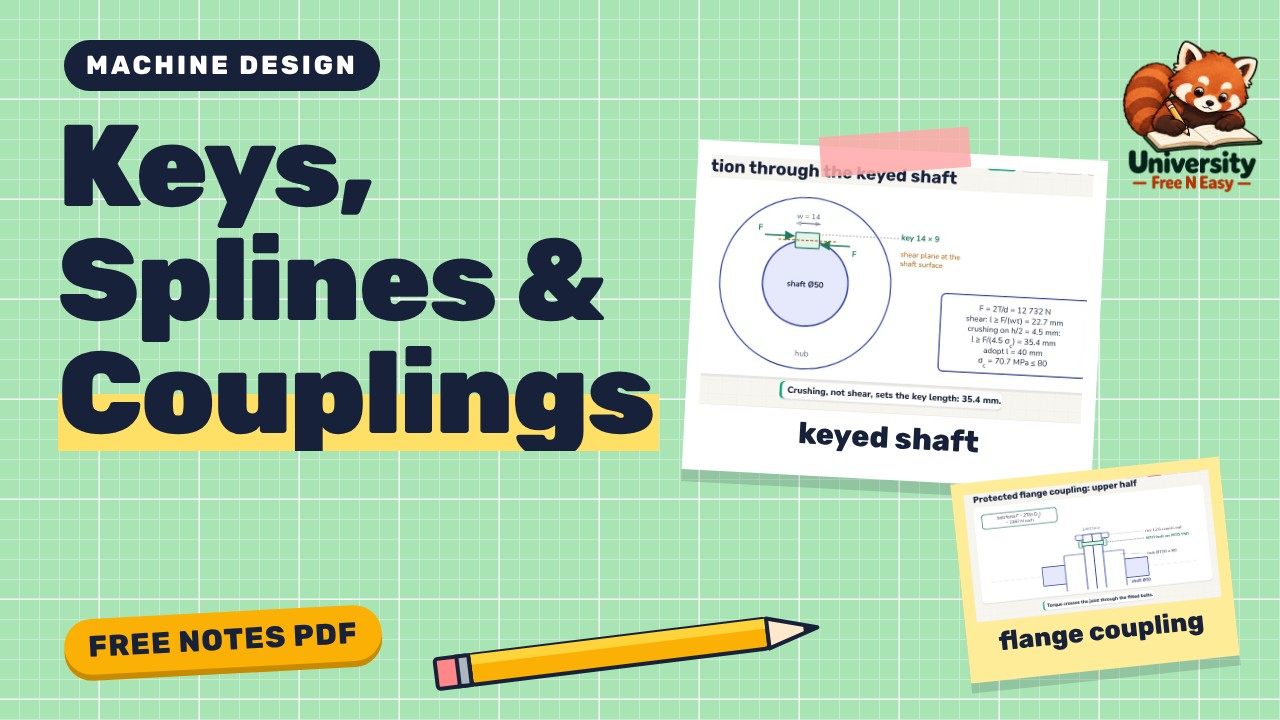 MACHINE DESIGN
Keys,
Splines &
Couplings
FREE NOTES PDF
University
Free N Easy
tion through the keyed shaft
w = 14
F
F
key 14 × 9
shear plane at the
shaft surface
shaft Ø50
hub
F = 2T/d = 12 732 N
shear: l ≥ F/(wτ) = 22.7 mm
crushing on h/2 = 4.5 mm:
l ≥ F/(4.5 σc) = 35.4 mm
adopt l = 40 mm
σc = 70.7 MPa ≤ 80
Crushing, not shear, sets the key length: 35.4 mm.
keyed shaft
Protected flange coupling: upper half
shaft Ø50
Torque crosses the joint through the fitted bolts.
flange coupling